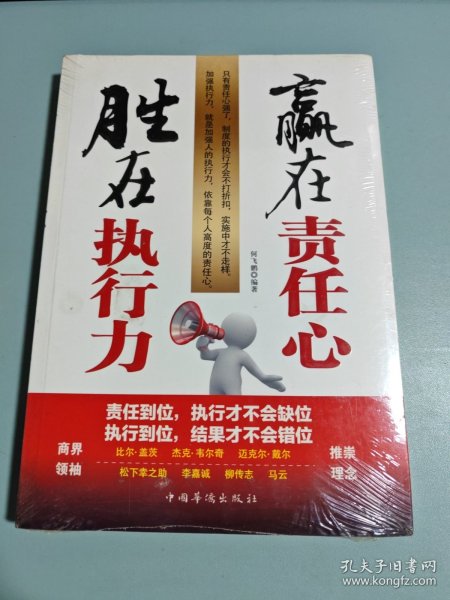 赢在
责任心
胜在
执行力
只有责任心强了，制度的执行才会不打折扣，实施中才不走样。
加强执行力，就是加强人的执行力，依靠每个人高度的责任心。
何飞鹏◎编著
责任到位，执行才不会缺位
执行到位，结果才不会错位
商界
领袖
比尔·盖茨 杰克·韦尔奇 迈克尔·戴尔
松下幸之助 李嘉诚 柳传志 马云
推崇
理念
中国华侨出版社
孔夫子旧书网
www.kongfz.com